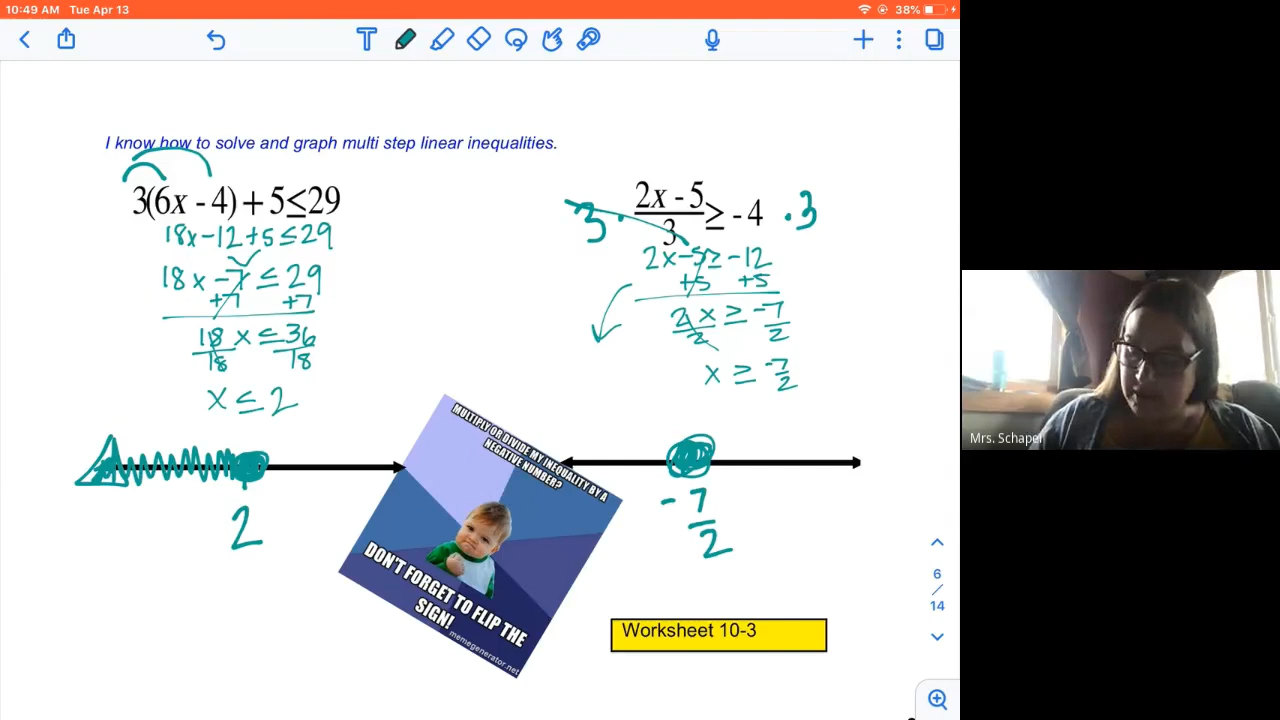 10:49 AM Tue Apr 13 38%
I know how to solve and graph multi step linear inequalities.
3(6x - 4) + 5 ≤ 29
18x - 12 + 5 ≤ 29
18x - 7 ≤ 29
+7 +7
18x ≤ 36
18 18
x ≤ 2
2
3 · (2x - 5)/3 ≥ -4 · 3
2x - 5 ≥ -12
+5 +5
2x/2 ≥ -7/2
x ≥ -7/2
-7/2
MULTIPLY OR DIVIDE MY INEQUALITY BY A
NEGATIVE NUMBER?
DON'T FORGET TO FLIP THE
SIGN!
memegenerator.net
Worksheet 10-3
6
/
14
Mrs. Schaper